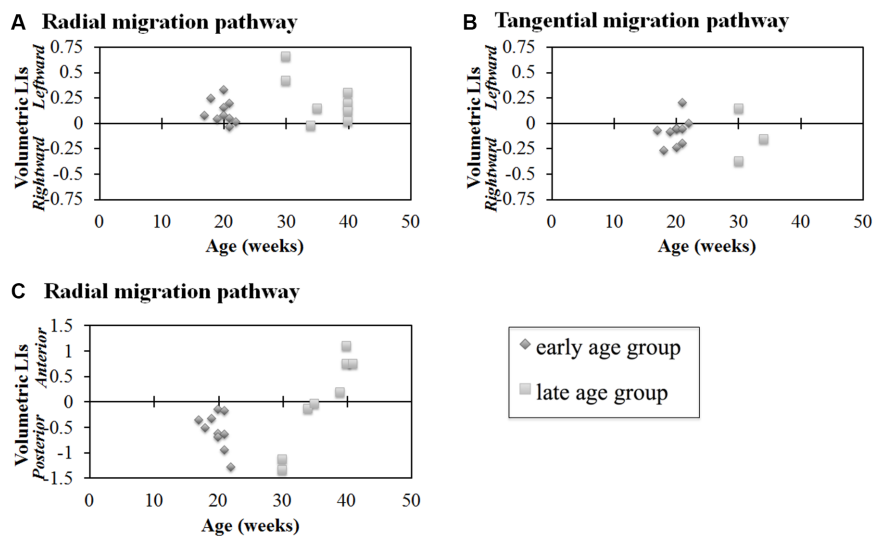 A Radial migration pathway
Volumetric LIs
Rightward Leftward
0.75
0.5
0.25
0
-0.25
-0.5
0.75
0 10 20 30 40 50
Age (weeks)
B Tangential migration pathway
Volumetric LIs
Rightward Leftward
0.75
0.5
0.25
0
-0.25
-0.5
0.75
0 10 20 30 40 50
Age (weeks)
C Radial migration pathway
Volumetric LIs
Posterior Anterior
1.5
1
0.5
0
-0.5
-1
-1.5
0 10 20 30 40 50
Age (weeks)
early age group
late age group